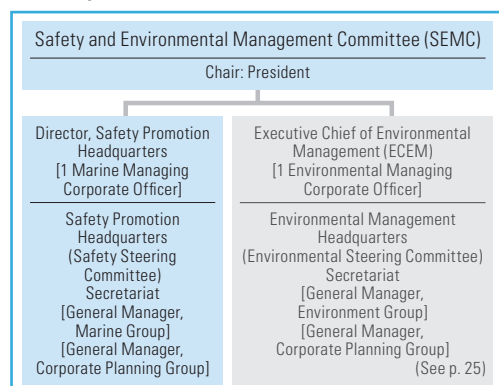 Safety and Environmental Management Committee (SEMC)
Chair: President
Director, Safety Promotion
Headquarters
[1 Marine Managing
Corporate Officer]
Safety Promotion
Headquarters
(Safety Steering
Committee)
Secretariat
[General Manager,
Marine Group]
[General Manager,
Corporate Planning Group]
Executive Chief of Environmental
Management (ECEM)
[1 Environmental Managing
Corporate Officer]
Environmental Management
Headquarters
(Environmental Steering Committee)
Secretariat
[General Manager,
Environment Group]
[General Manager,
Corporate Planning Group]
(See p. 25)